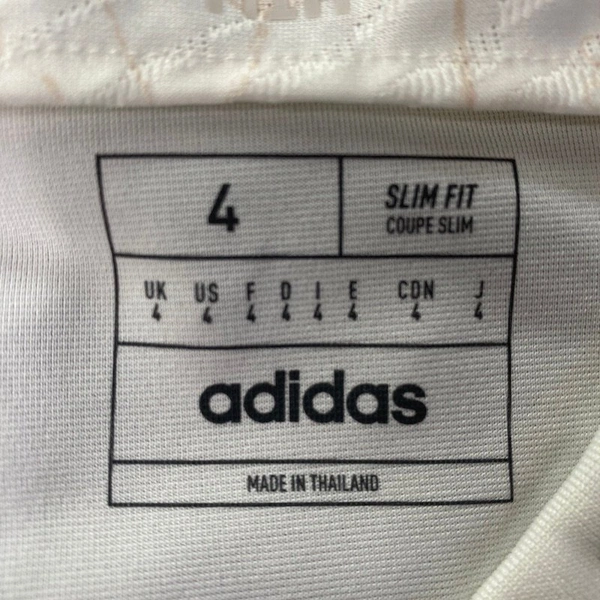 4
SLIM FIT
COUPE SLIM
UK US F D I E CDN J
4 4 4 4 4 4 4 4
adidas
MADE IN THAILAND